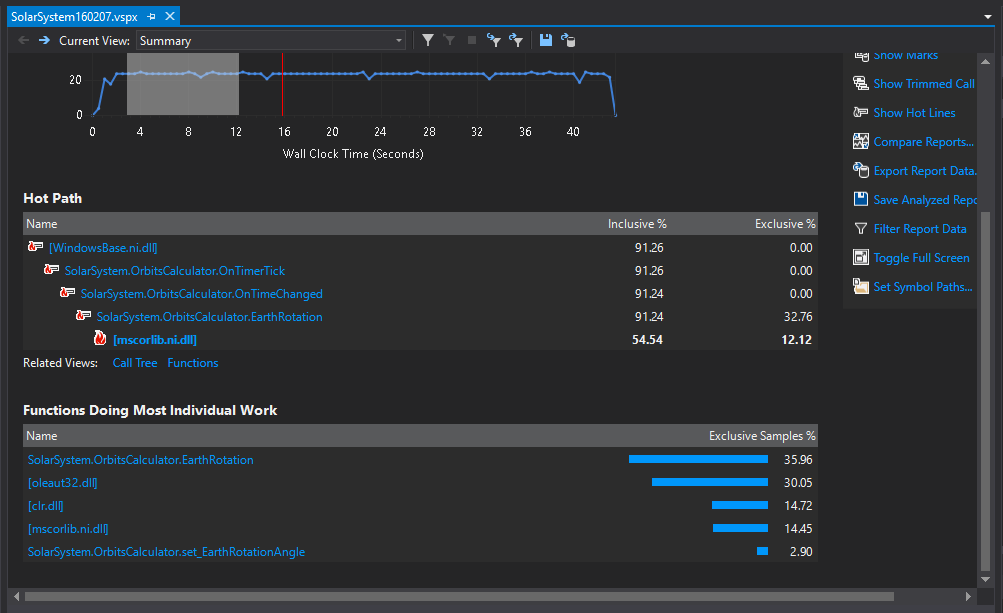 SolarSystem160207.vspx
Current View: Summary
Show Marks
Show Trimmed Call
Show Hot Lines
Compare Reports...
Export Report Data.
Save Analyzed Repo
Filter Report Data
Toggle Full Screen
Set Symbol Paths...
20
0
0 4 8 12 16 20 24 28 32 36 40
Wall Clock Time (Seconds)
Hot Path
Name Inclusive % Exclusive %
[WindowsBase.ni.dll] 91.26 0.00
SolarSystem.OrbitsCalculator.OnTimerTick 91.26 0.00
SolarSystem.OrbitsCalculator.OnTimeChanged 91.24 0.00
SolarSystem.OrbitsCalculator.EarthRotation 91.24 32.76
[mscorlib.ni.dll] 54.54 12.12
Related Views: Call Tree Functions
Functions Doing Most Individual Work
Name Exclusive Samples %
SolarSystem.OrbitsCalculator.EarthRotation 35.96
[oleaut32.dll] 30.05
[clr.dll] 14.72
[mscorlib.ni.dll] 14.45
SolarSystem.OrbitsCalculator.set_EarthRotationAngle 2.90